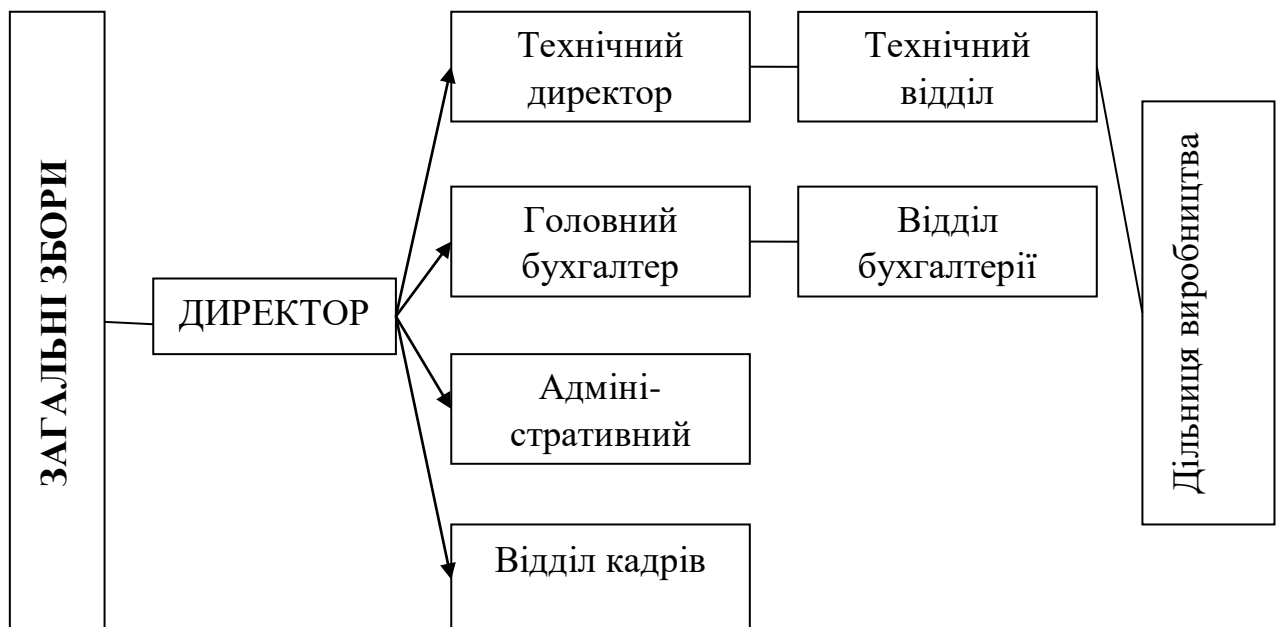 ЗАГАЛЬНІ ЗБОРИ
ДИРЕКТОР
Технічний
директор
Технічний
відділ
Головний
бухгалтер
Відділ
бухгалтерії
Адміні-
стративний
Відділ кадрів
Дільниця виробництва